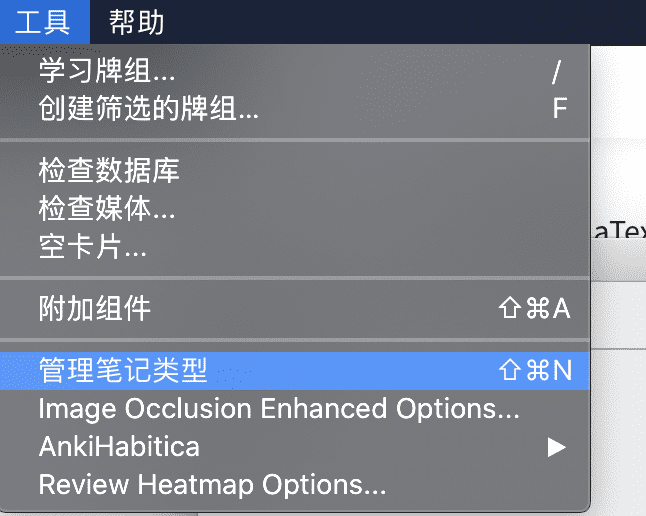 工具 帮助
学习牌组... /
创建筛选的牌组... F
检查数据库
检查媒体...
空卡片...
附加组件 ⇧⌘A
管理笔记类型 ⇧⌘N
Image Occlusion Enhanced Options...
AnkiHabitica ▶
Review Heatmap Options...